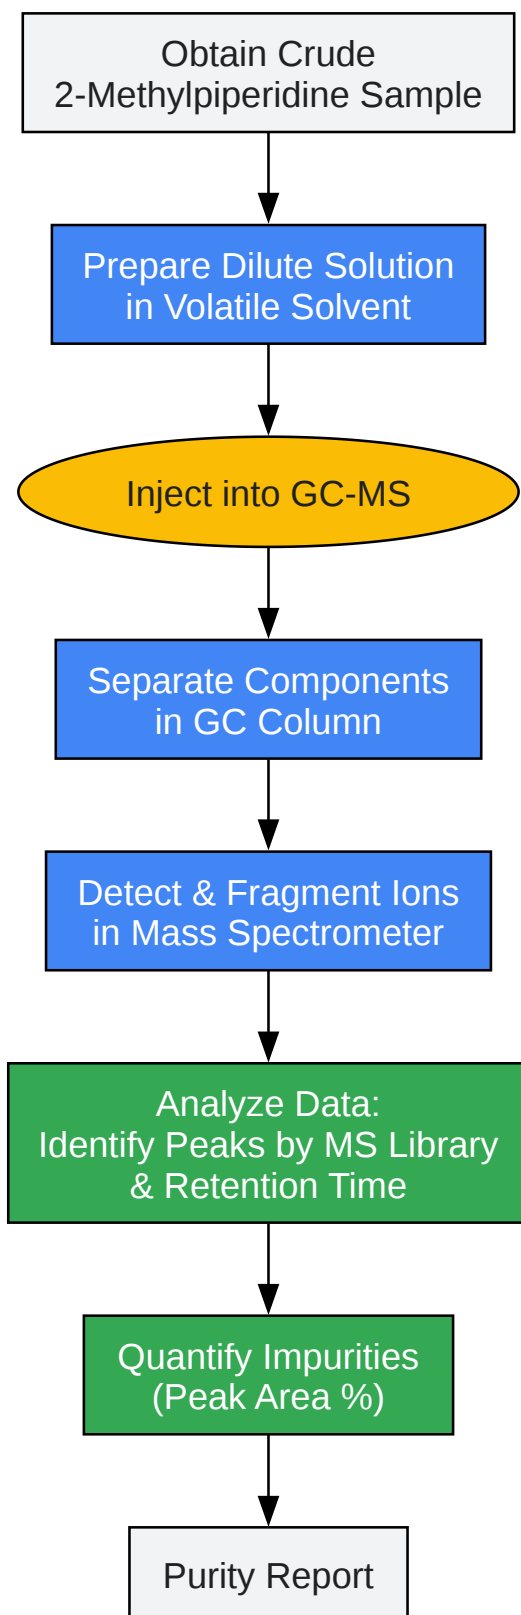 Obtain Crude
2-Methylpiperidine Sample
Prepare Dilute Solution
in Volatile Solvent
Inject into GC-MS
Separate Components
in GC Column
Detect & Fragment Ions
in Mass Spectrometer
Analyze Data:
Identify Peaks by MS Library
& Retention Time
Quantify Impurities
(Peak Area %)
Purity Report